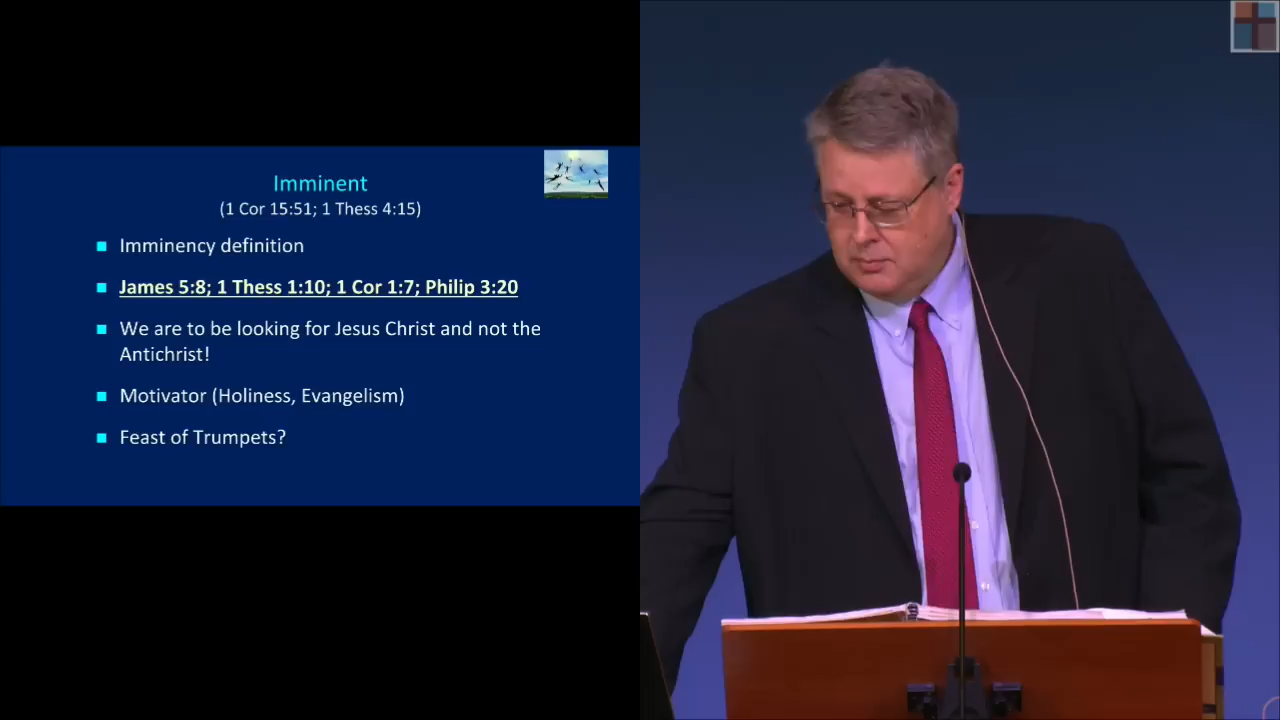 Imminent
(1 Cor 15:51; 1 Thess 4:15)
Imminency definition
James 5:8; 1 Thess 1:10; 1 Cor 1:7; Philip 3:20
We are to be looking for Jesus Christ and not the
Antichrist!
Motivator (Holiness, Evangelism)
Feast of Trumpets?